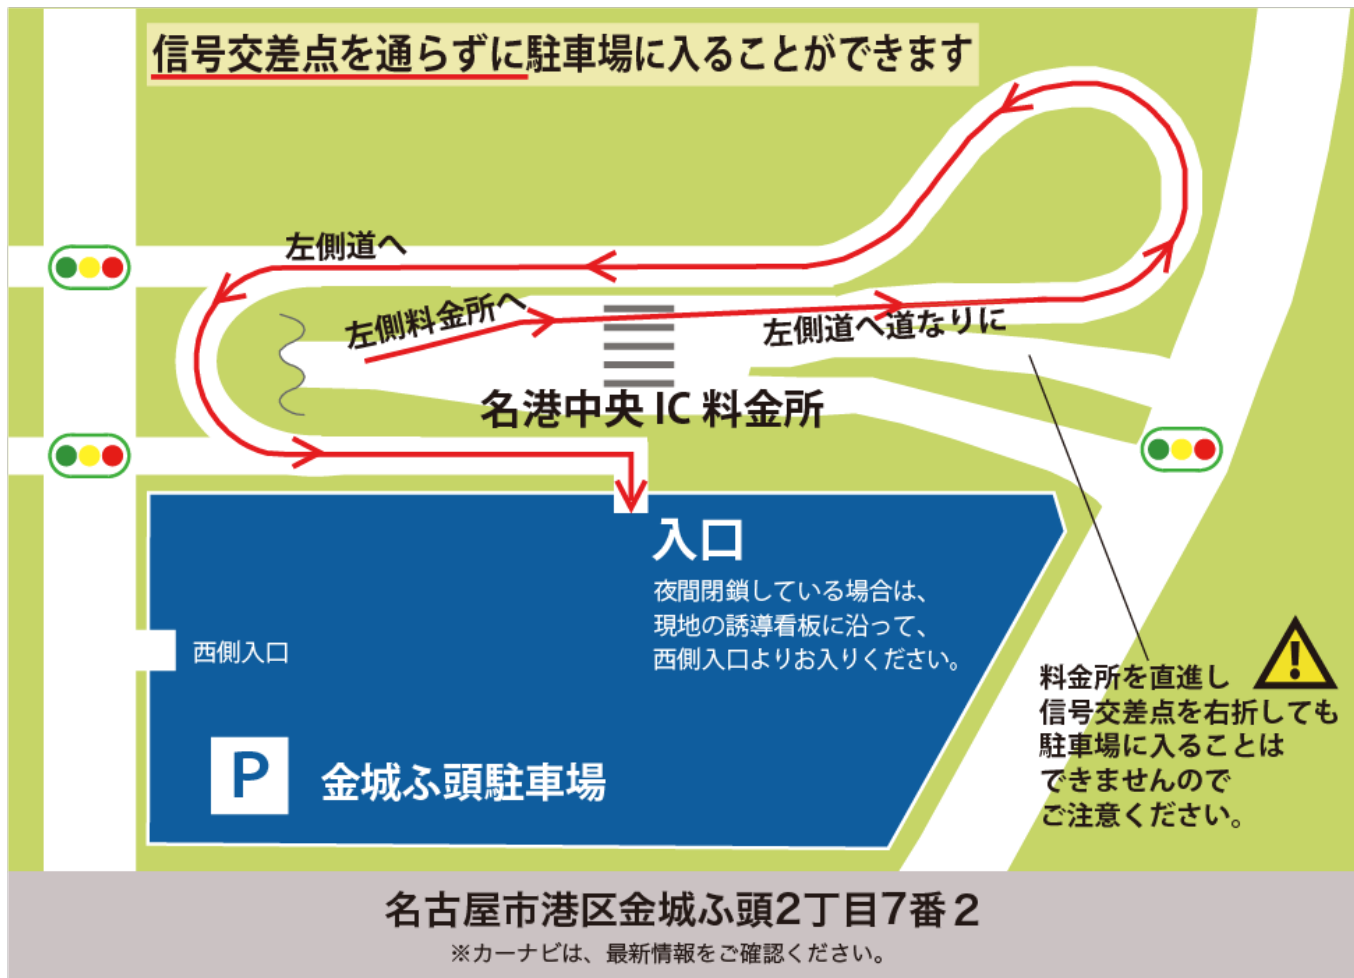 信号交差点を通らずに駐車場に入ることができます
左側道へ
左側料金所へ
左側道へ道なりに
名港中央 IC 料金所
入口
夜間閉鎖している場合は、
現地の誘導看板に沿って、
西側入口よりお入りください。
西側入口
P
金城ふ頭駐車場
!
料金所を直進し
信号交差点を右折しても
駐車場に入ることは
できませんので
ご注意ください。
名古屋市港区金城ふ頭2丁目7番２
※カーナビは、最新情報をご確認ください。